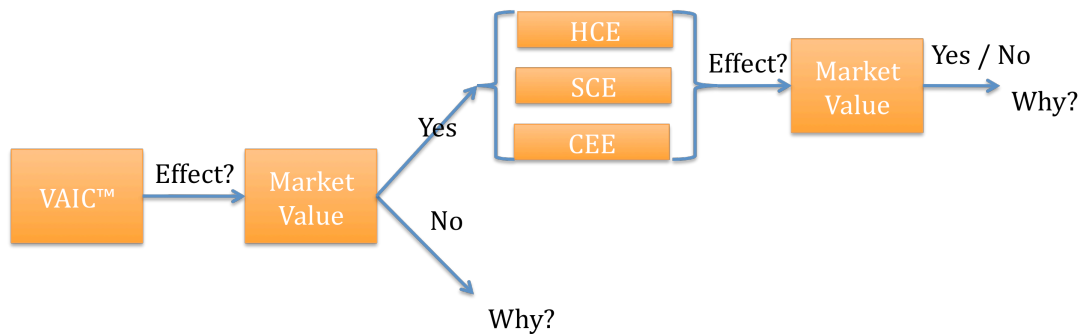 VAIC™
Effect?
Market
Value
Yes
No
Why?
HCE
SCE
CEE
Effect?
Market
Value
Yes / No
Why?